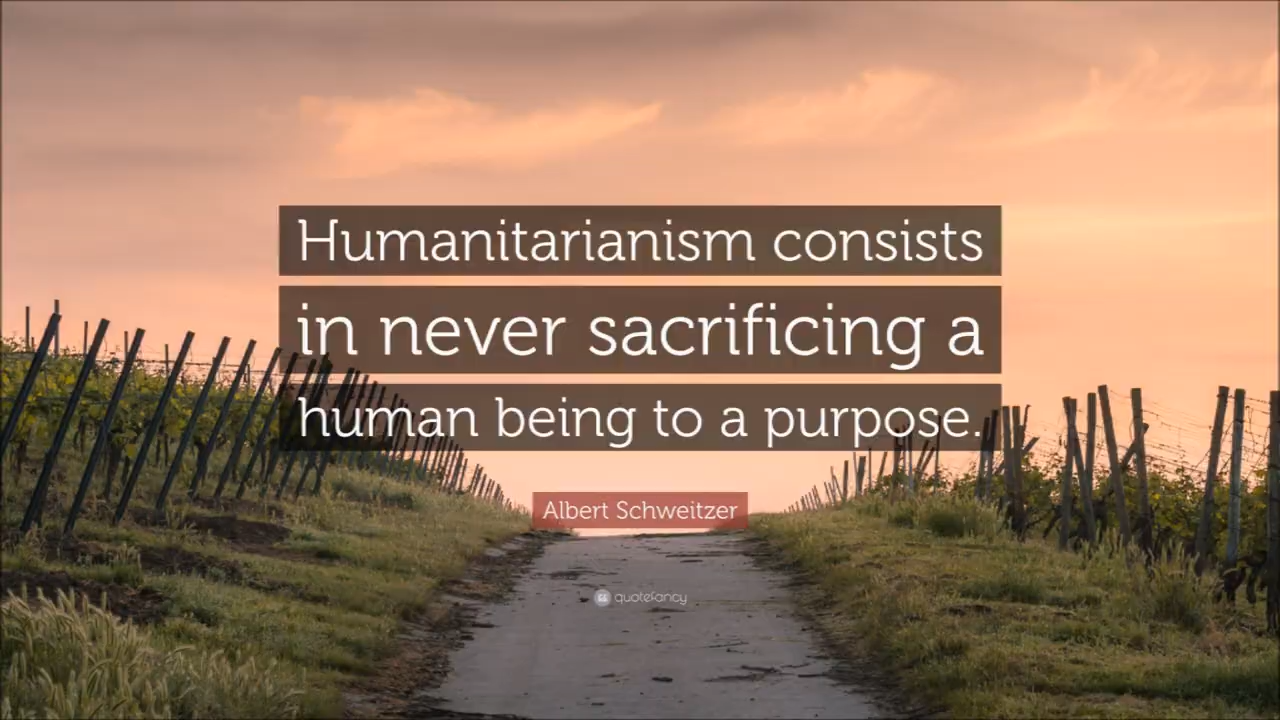 Humanitarianism consists
in never sacrificing a
human being to a purpose.
Albert Schweitzer
quotefancy